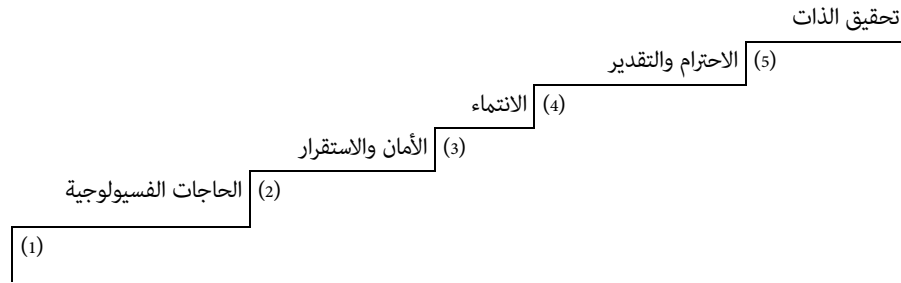 تحقيق الذات
(5) الاحترام والتقدير
(4) الانتماء
(3) الأمان والاستقرار
(2) الحاجات الفسيولوجية
(1)